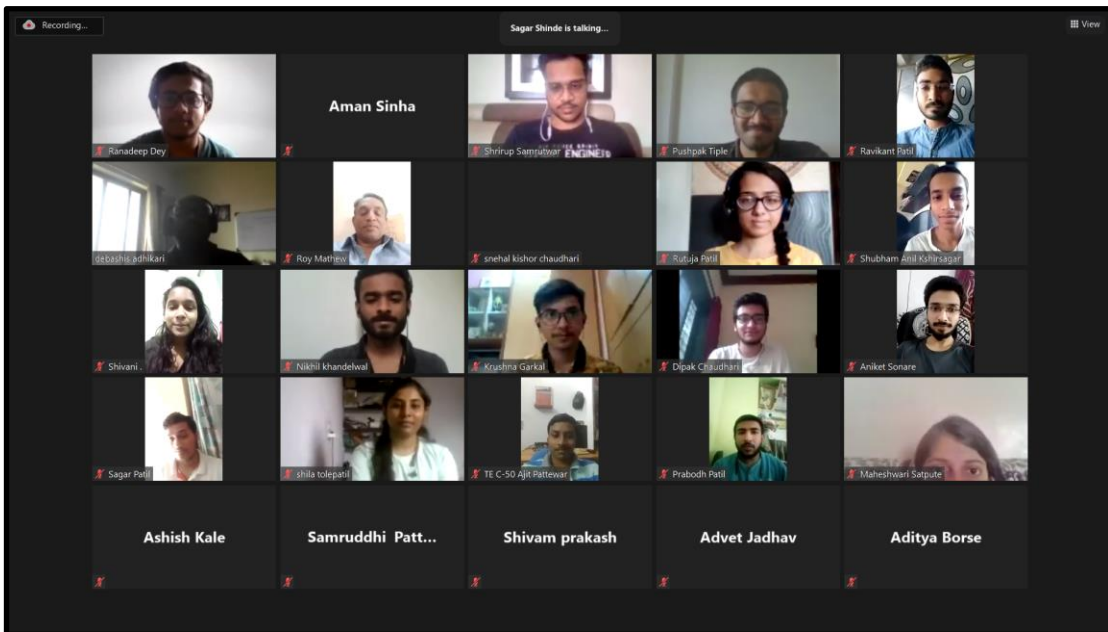 Recording...
Sagar Shinde is talking...
View
Ranadeep Dey
Aman Sinha
Shrirup Samrutwar
Pushpak Tiple
Ravikant Patil
debashis adhikari
Roy Mathew
snehal kishor chaudhari
Rutuja Patil
Shubham Anil Kshirsagar
Shivani .
Nikhil khandelwal
Krushna Garkal
Dipak Chaudhari
Aniket Sonare
Sagar Patil
shila tolepatil
TE C-50 Ajit Pattewar
Prabodh Patil
Maheshwari Satpute
Ashish Kale
Samruddhi Patt...
Shivam prakash
Advet Jadhav
Aditya Borse